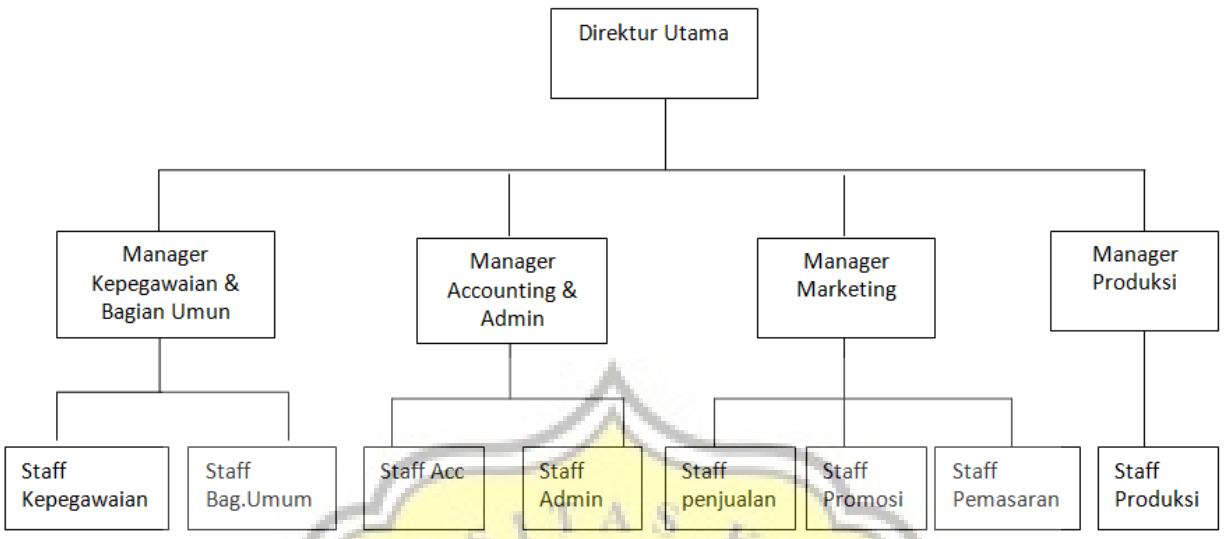 Direktur Utama
Manager
Kepegawaian &
Bagian Umun
Manager
Accounting &
Admin
Manager
Marketing
Manager
Produksi
Staff
Kepegawaian
Staff
Bag.Umum
Staff Acc
Staff
Admin
Staff
penjualan
Staff
Promosi
Staff
Pemasaran
Staff
Produksi